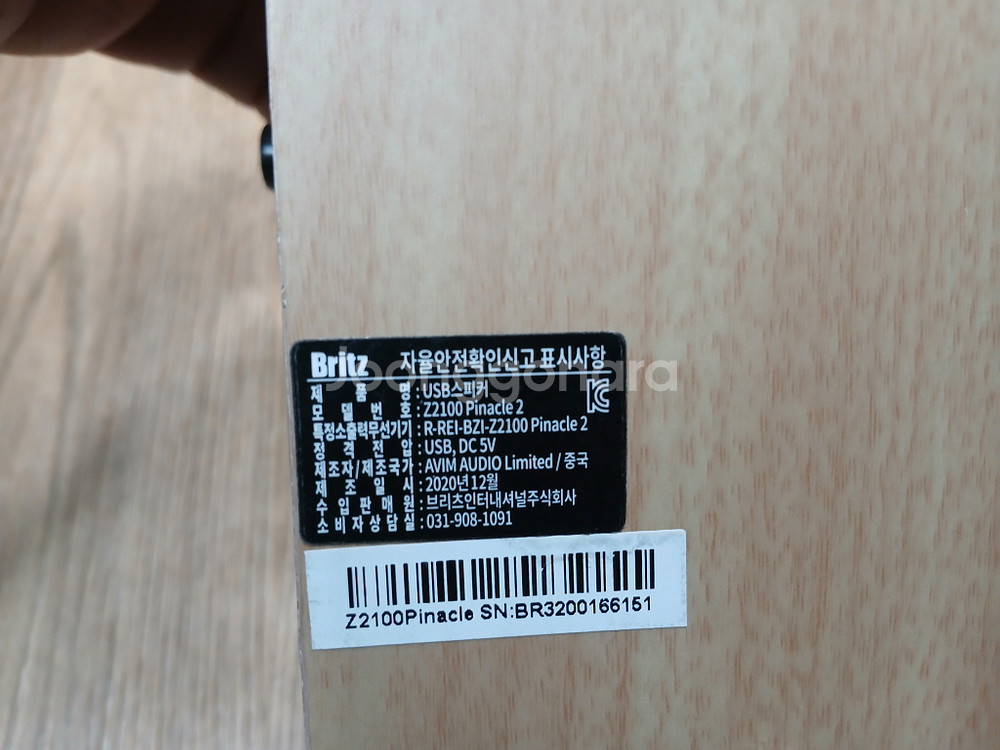 Britz 자율안전확인신고 표시사항
제품명 : USB스피커
모델번호 : Z2100 Pinacle 2
특정소출력무선기기 : R-REI-BZI-Z2100 Pinacle 2
정격전압 : USB, DC 5V
제조자/제조국가 : AVIM AUDIO Limited / 중국
제조일시 : 2020년 12월
수입판매원 : 브리츠인터내셔널주식회사
소비자상담실 : 031-908-1091
Joonggonara
Z2100Pinacle SN:BR3200166151